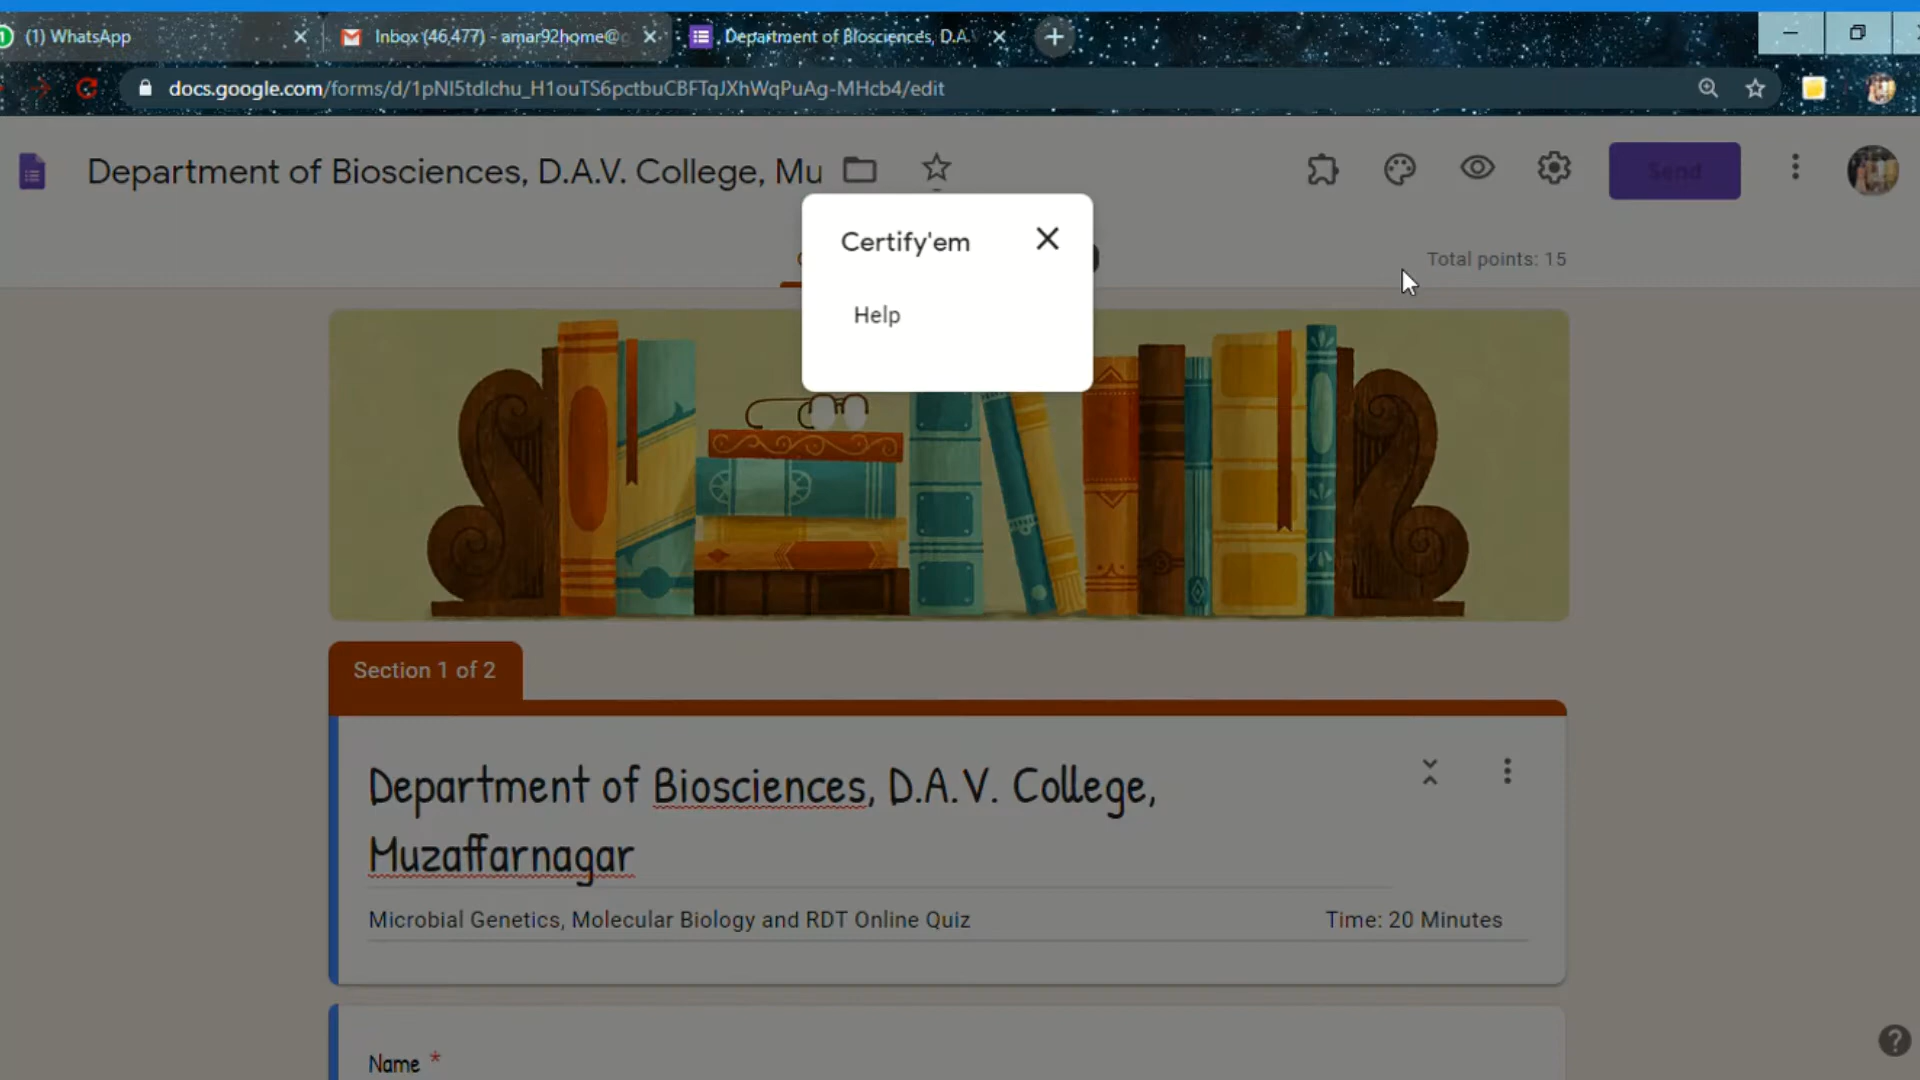 (1) WhatsApp
Inbox (46,477) - amar92home@g
Department of Biosciences, D.A.
docs.google.com/forms/d/1pNI5tdlchu_H1ouTS6pctbuCBFTqJXhWqPuAg-MHcb4/edit
Department of Biosciences, D.A.V. College, Mu
Send
Certify'em
Total points: 15
Help
Section 1 of 2
Department of Biosciences, D.A.V. College,
Muzaffarnagar
Microbial Genetics, Molecular Biology and RDT Online Quiz
Time: 20 Minutes
Name *